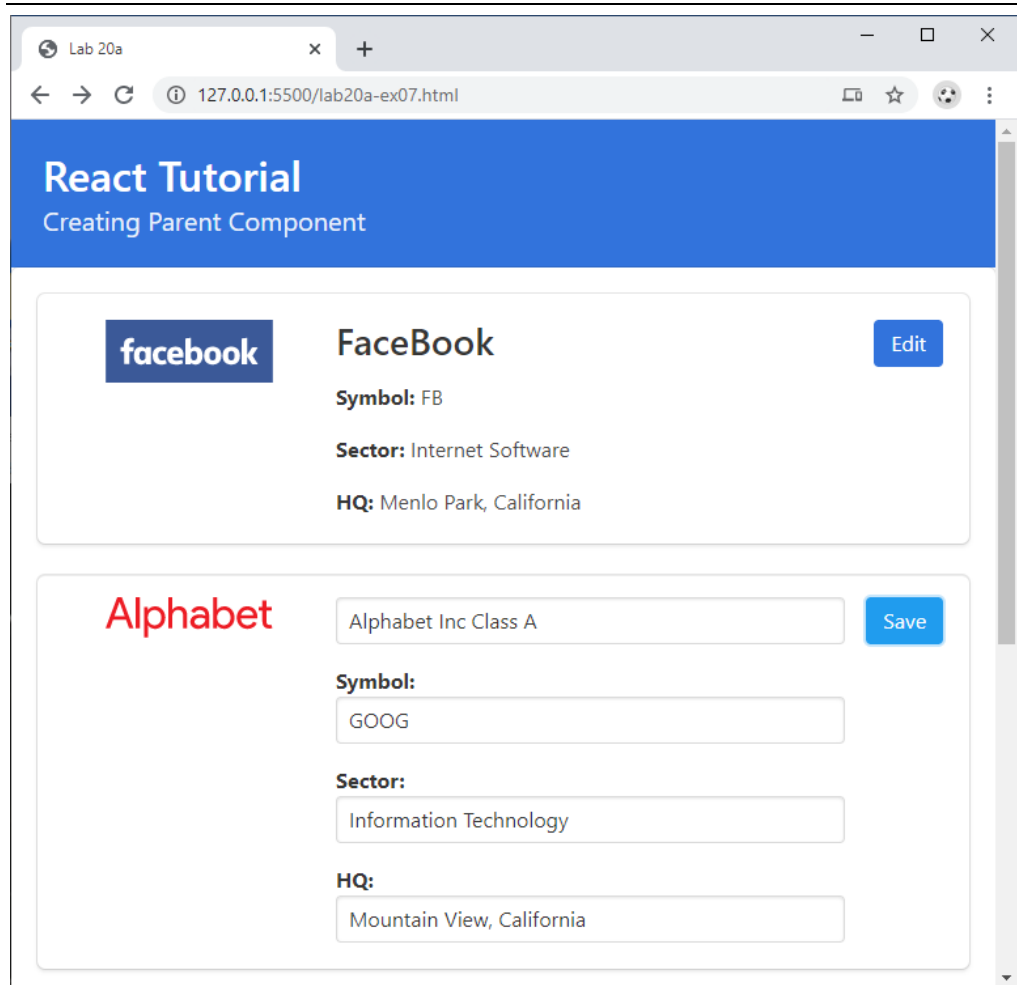 Lab 20a
127.0.0.1:5500/lab20a-ex07.html
React Tutorial
Creating Parent Component
facebook
FaceBook
Edit
Symbol: FB
Sector: Internet Software
HQ: Menlo Park, California
Alphabet
Alphabet Inc Class A
Save
Symbol:
GOOG
Sector:
Information Technology
HQ:
Mountain View, California